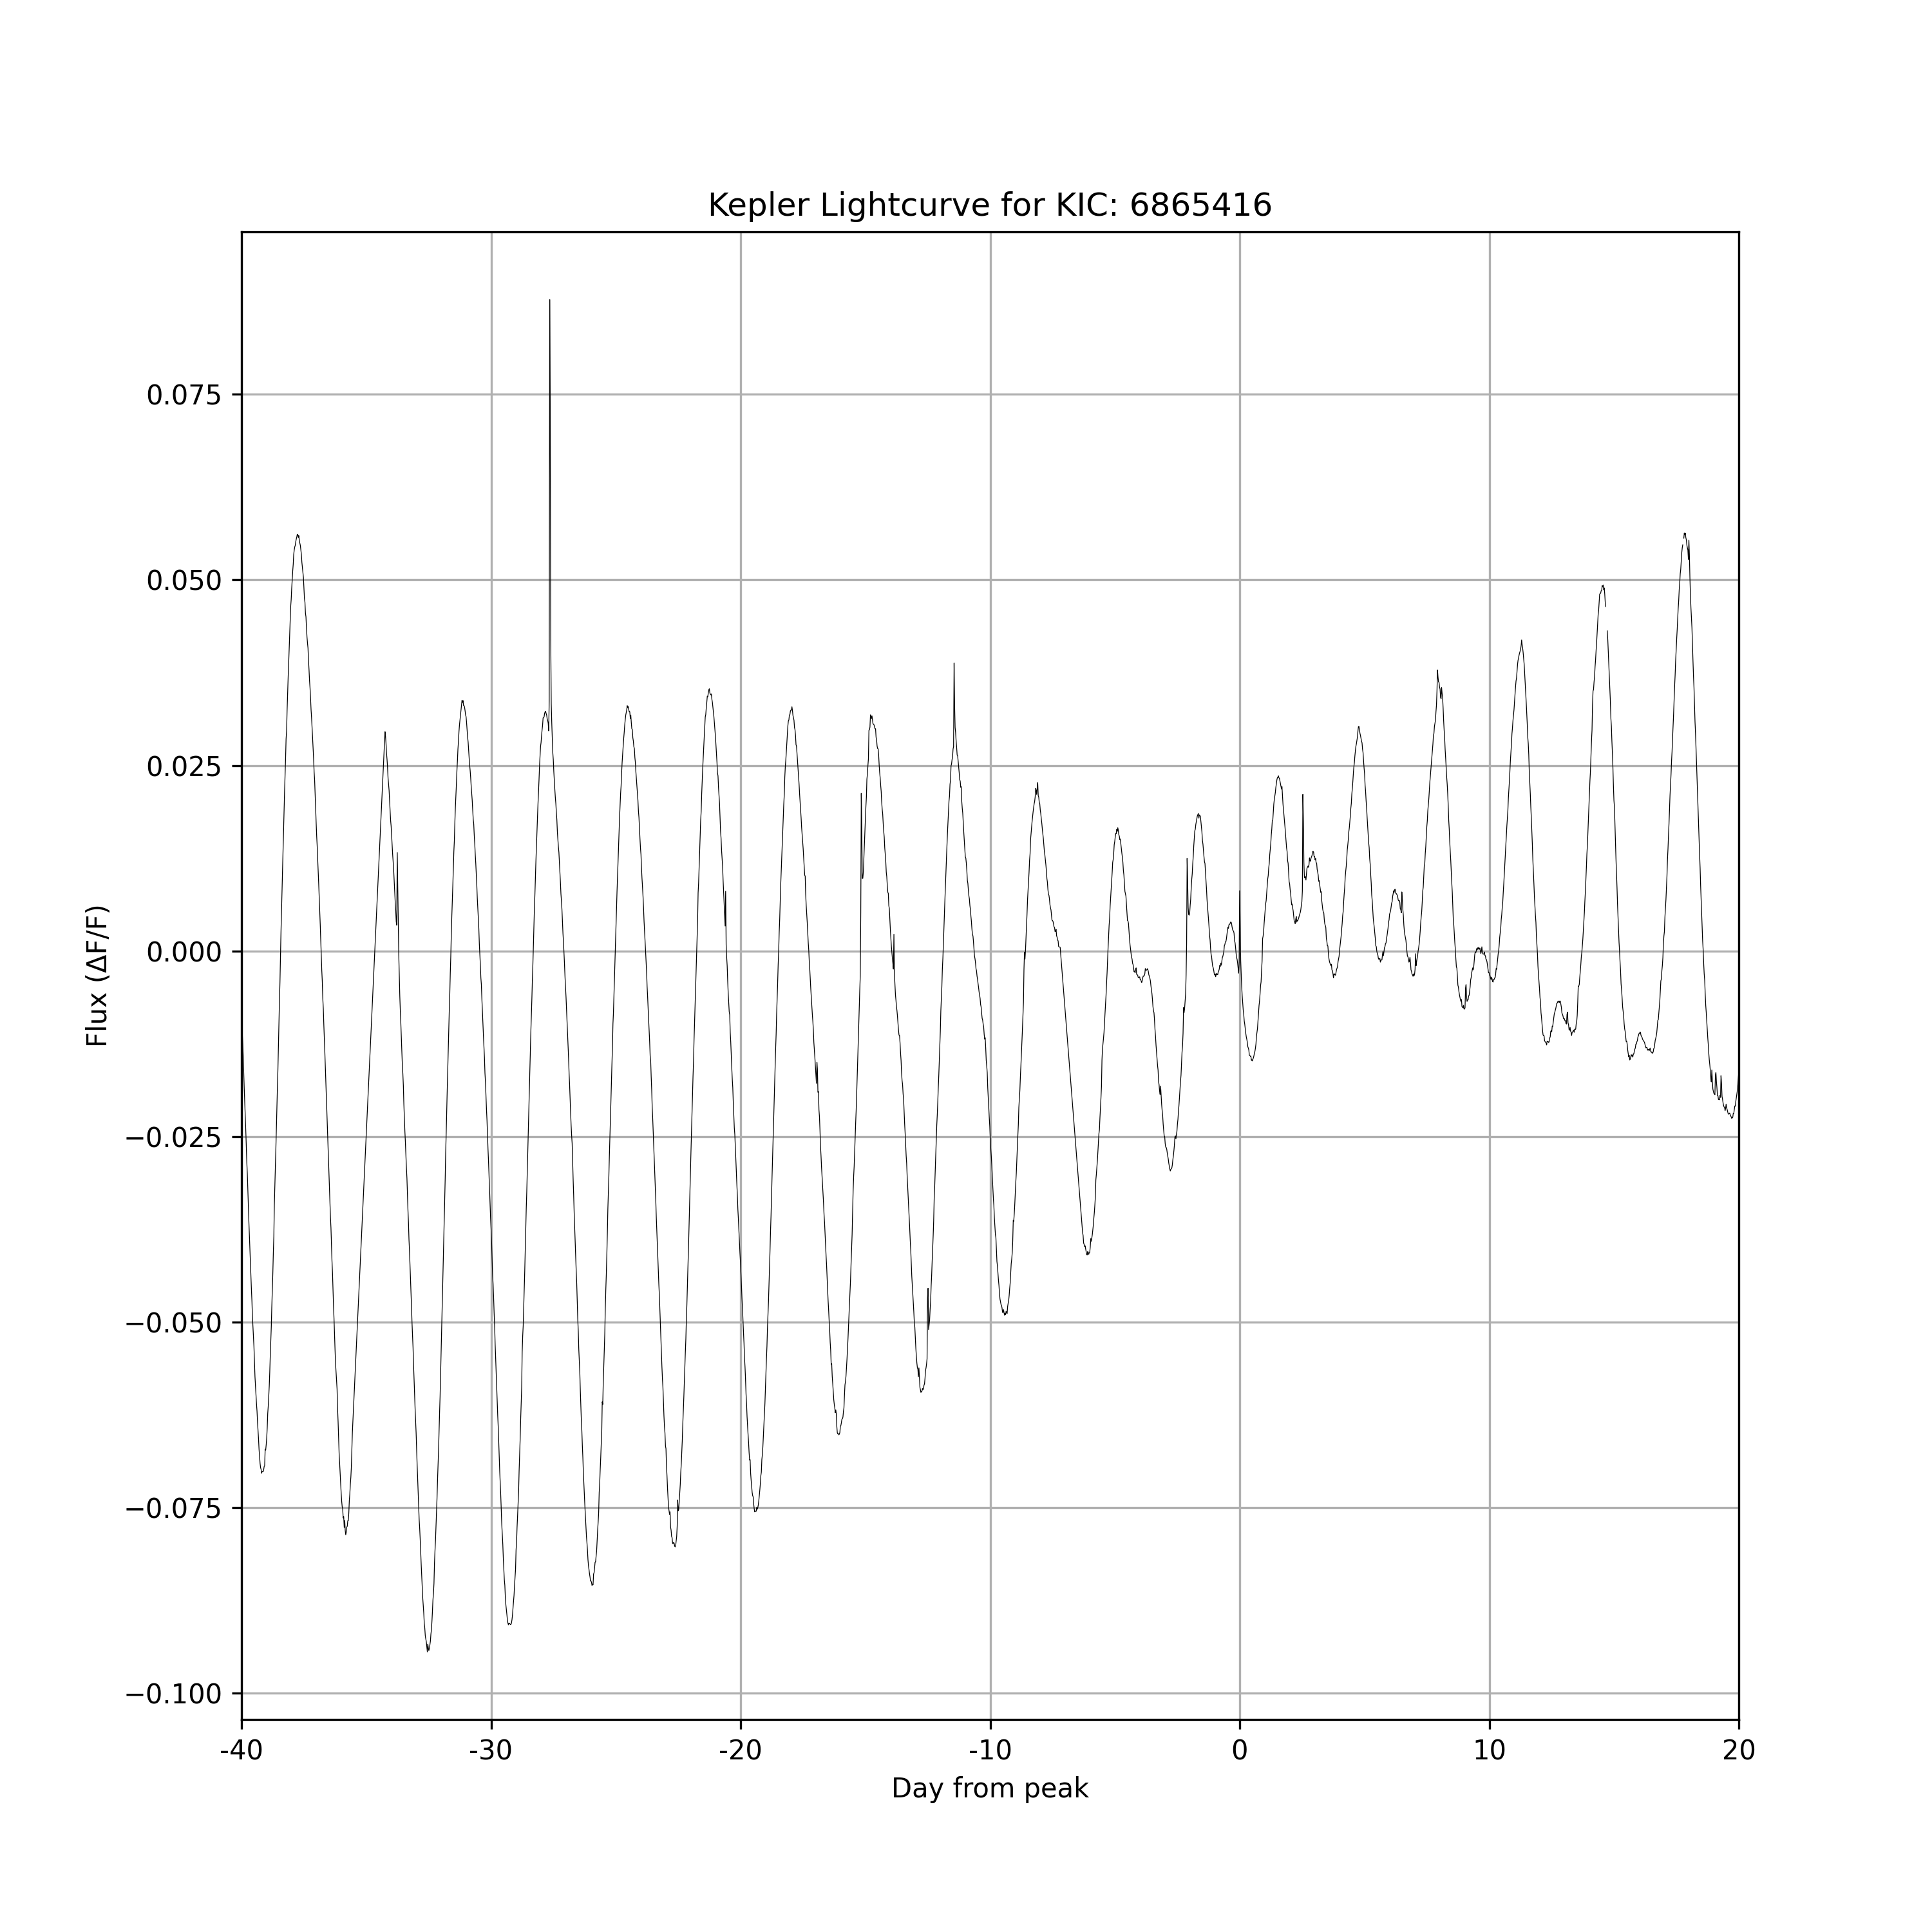 Kepler Lightcurve for KIC: 6865416
Flux (ΔF/F)
0.075
0.050
0.025
0.000
−0.025
−0.050
−0.075
−0.100
-40 -30 -20 -10 0 10 20
Day from peak